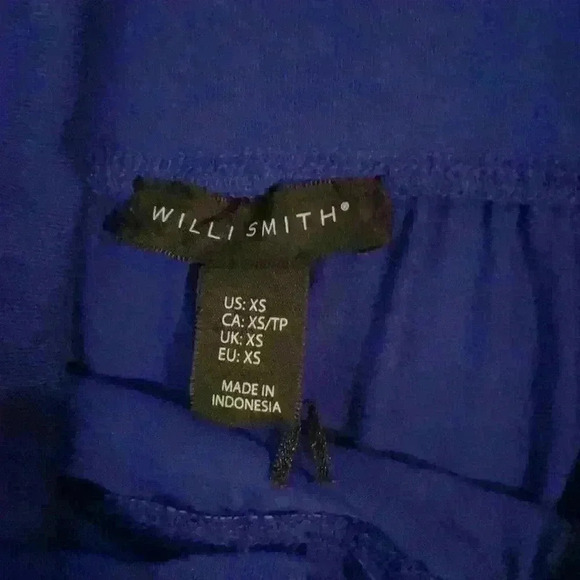 WILLI SMITH®
US: XS
CA: XS/TP
UK: XS
EU: XS
MADE IN
INDONESIA